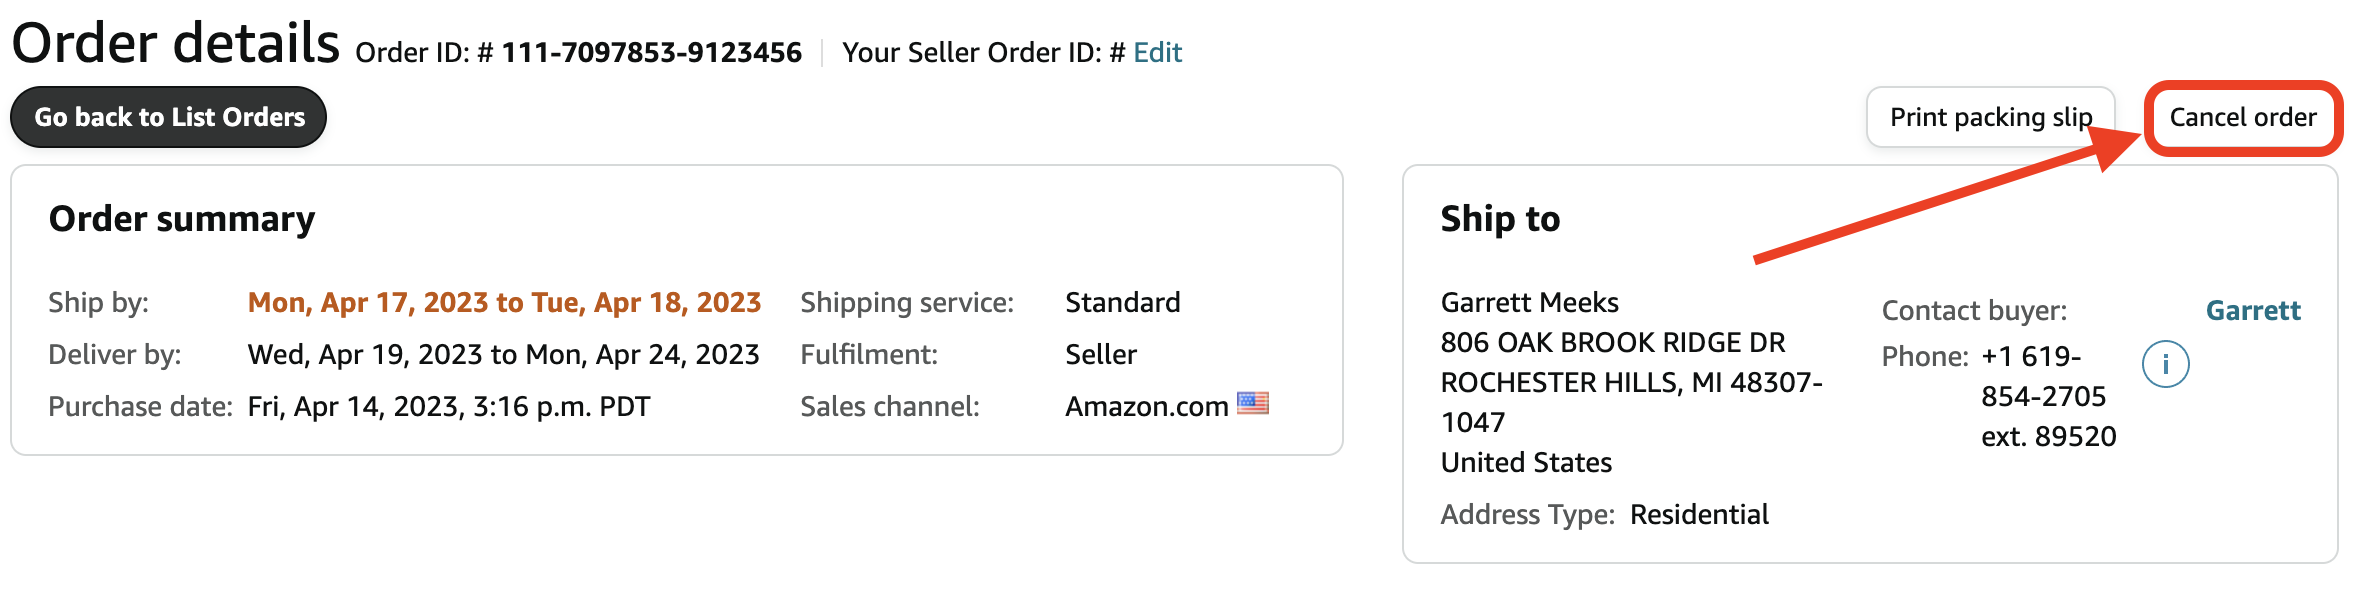 Order details Order ID: # 111-7097853-9123456 Your Seller Order ID: # Edit
Go back to List Orders
Print packing slip
Cancel order
Order summary
Ship by: Mon, Apr 17, 2023 to Tue, Apr 18, 2023
Shipping service: Standard
Deliver by: Wed, Apr 19, 2023 to Mon, Apr 24, 2023
Fulfilment: Seller
Purchase date: Fri, Apr 14, 2023, 3:16 p.m. PDT
Sales channel: Amazon.com
Ship to
Garrett Meeks
806 OAK BROOK RIDGE DR
ROCHESTER HILLS, MI 48307-
1047
United States
Address Type: Residential
Contact buyer: Garrett
Phone: +1 619-
854-2705
ext. 89520
i